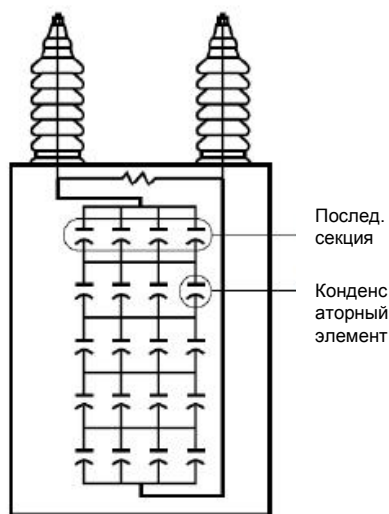 Послед.
секция
Конденс
аторный
элемент